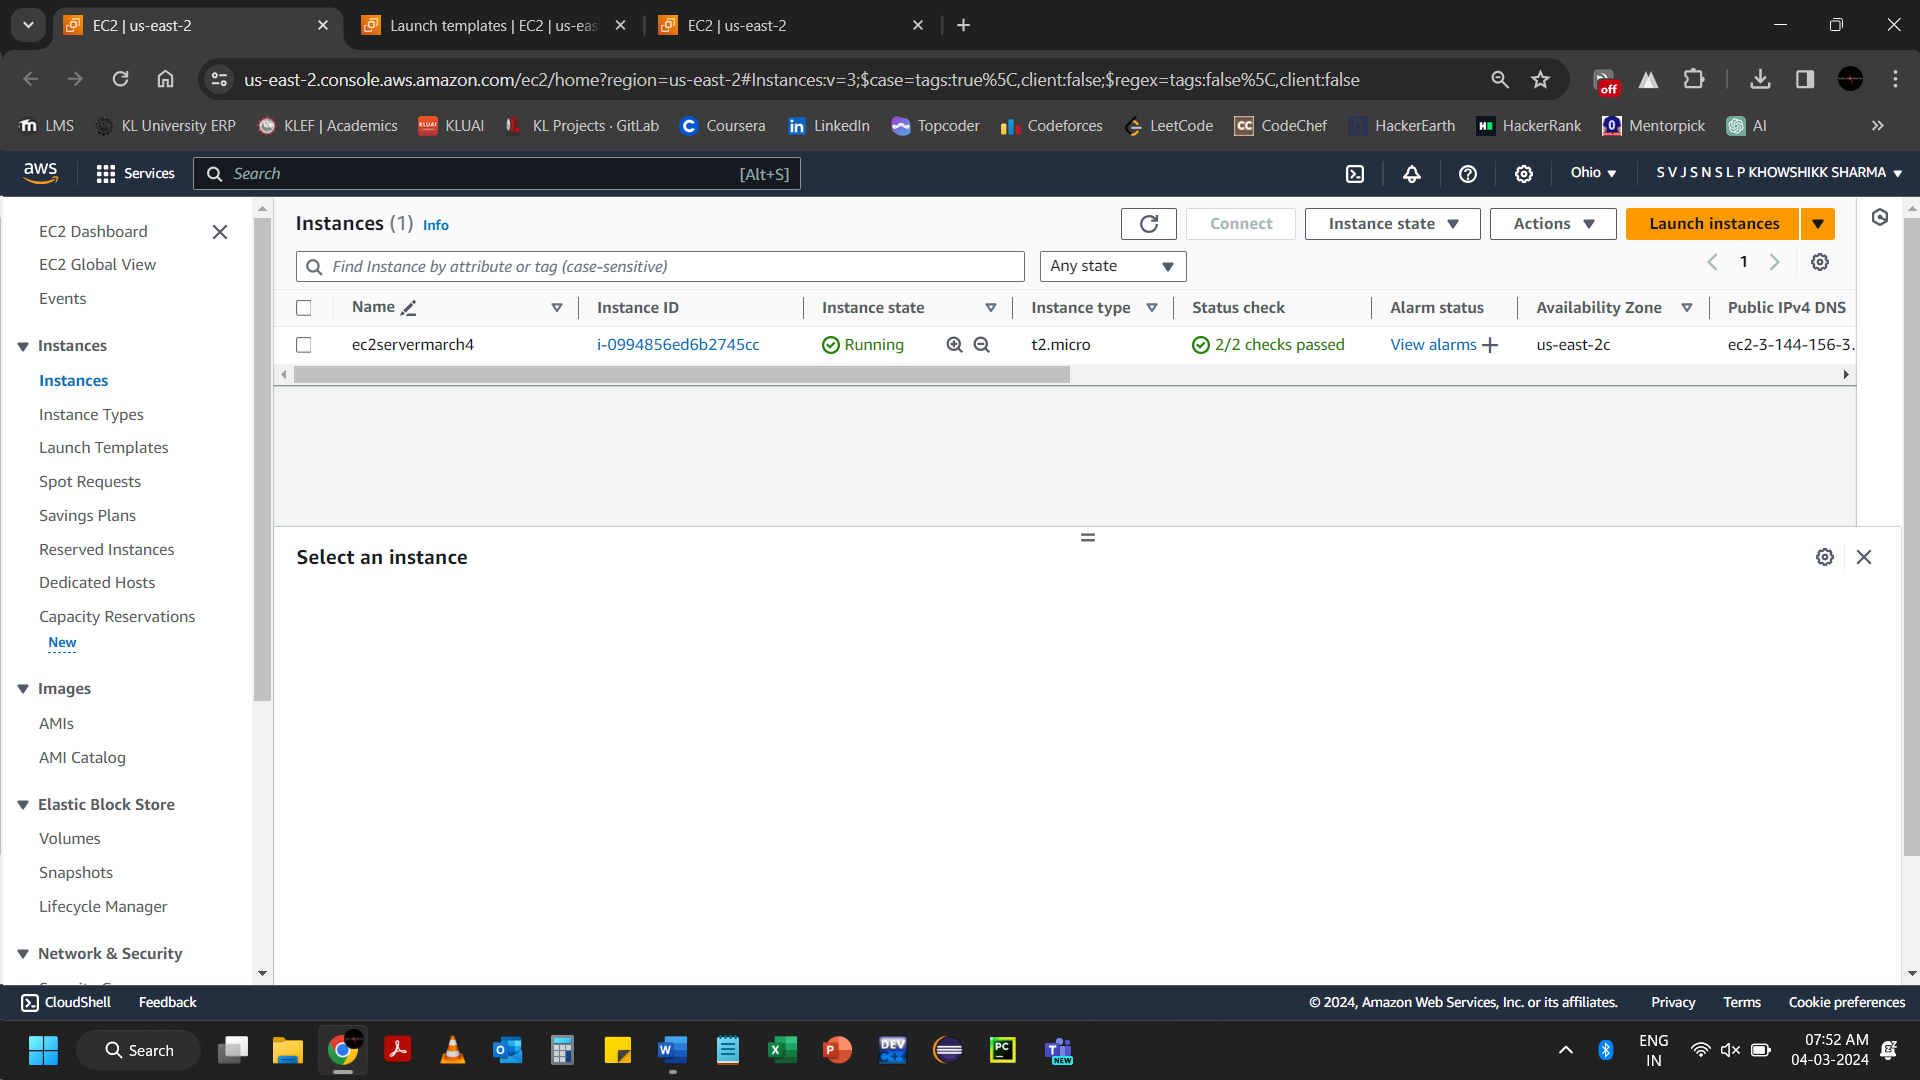 EC2 | us-east-2
Launch templates | EC2 | us-eas
EC2 | us-east-2
us-east-2.console.aws.amazon.com/ec2/home?region=us-east-2#Instances:v=3;$case=tags:true%5C,client:false;$regex=tags:false%5C,client:false
off
LMS KL University ERP KLEF | Academics KLUAI KL Projects · GitLab Coursera LinkedIn Topcoder Codeforces LeetCode CodeChef HackerEarth HackerRank Mentorpick AI
aws Services Search [Alt+S] Ohio S V J S N S L P KHOWSHIKK SHARMA
EC2 Dashboard
EC2 Global View
Events
Instances
Instances
Instance Types
Launch Templates
Spot Requests
Savings Plans
Reserved Instances
Dedicated Hosts
Capacity Reservations
New
Images
AMIs
AMI Catalog
Elastic Block Store
Volumes
Snapshots
Lifecycle Manager
Network & Security
Instances (1) Info
Connect Instance state Actions Launch instances
Find Instance by attribute or tag (case-sensitive) Any state 1
Name Instance ID Instance state Instance type Status check Alarm status Availability Zone Public IPv4 DNS
ec2servermarch4 i-0994856ed6b2745cc Running t2.micro 2/2 checks passed View alarms us-east-2c ec2-3-144-156-3.
Select an instance
CloudShell Feedback © 2024, Amazon Web Services, Inc. or its affiliates. Privacy Terms Cookie preferences
Search
ENG
IN
07:52 AM
04-03-2024